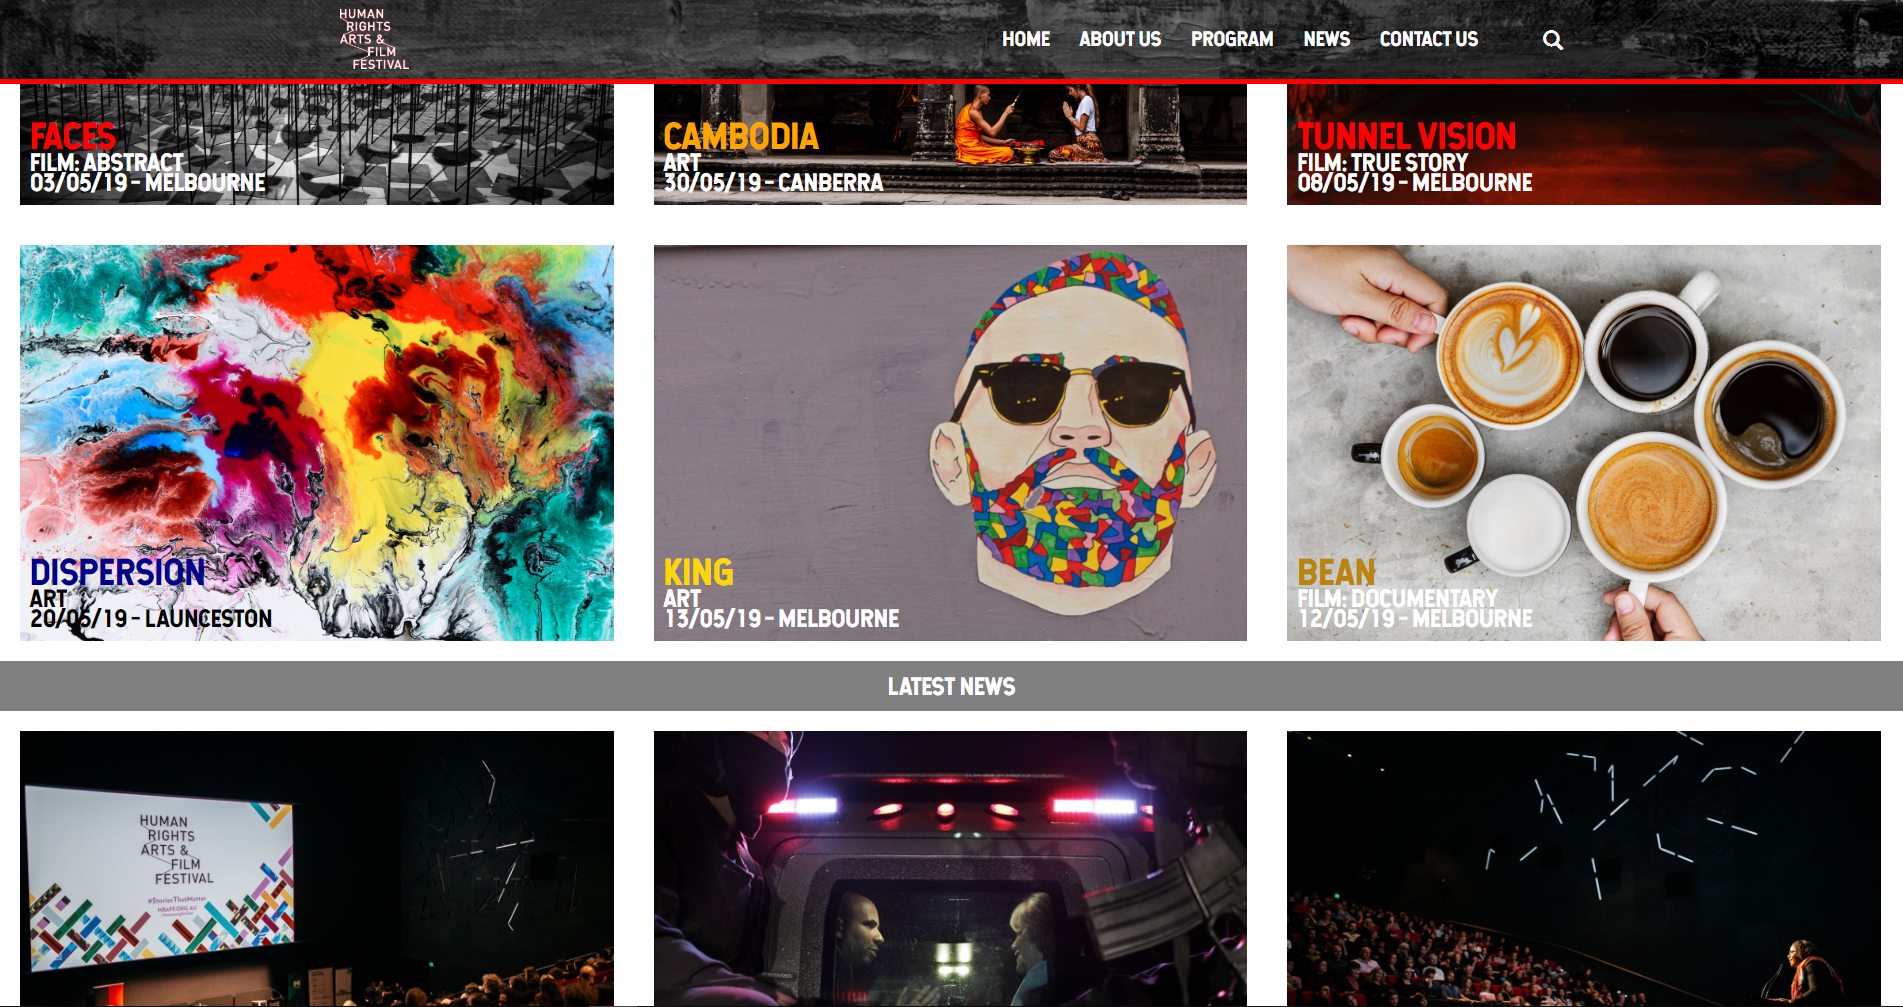 HUMAN
RIGHTS
ARTS &
FILM
FESTIVAL
HOME ABOUT US PROGRAM NEWS CONTACT US
FACES
FILM: ABSTRACT
03/05/19 - MELBOURNE
CAMBODIA
ART
30/05/19 - CANBERRA
TUNNEL VISION
FILM: TRUE STORY
08/05/19 - MELBOURNE
DISPERSION
ART
20/05/19 - LAUNCESTON
KING
ART
13/05/19 - MELBOURNE
BEAN
FILM: DOCUMENTARY
12/05/19 - MELBOURNE
LATEST NEWS
HUMAN
RIGHTS
ARTS &
FILM
FESTIVAL
#StoriesThatMatter
HRAFF.ORG.AU